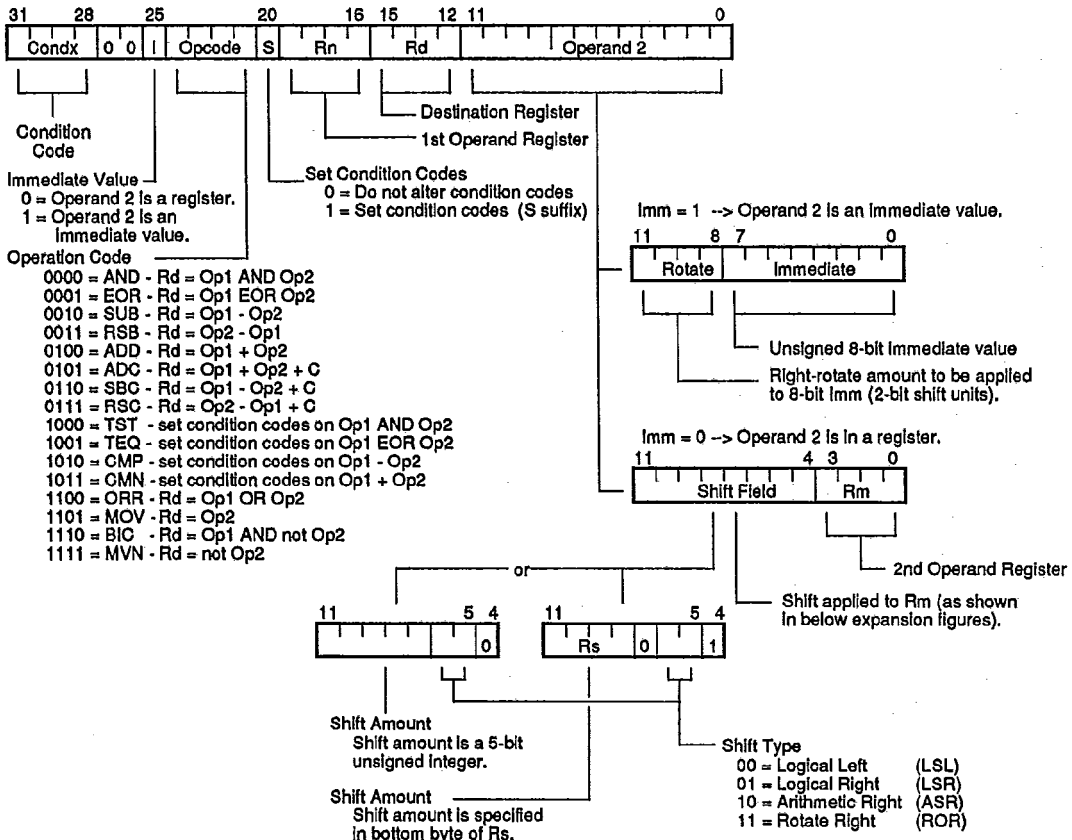 31 28 25 20 16 15 12 11 0
Condx 0 0 I Opcode S Rn Rd Operand 2
Destination Register
1st Operand Register
Condition
Code
Set Condition Codes
0 = Do not alter condition codes
1 = Set condition codes (S suffix)
Immediate Value
0 = Operand 2 is a register.
1 = Operand 2 is an
immediate value.
Operation Code
0000 = AND - Rd = Op1 AND Op2
0001 = EOR - Rd = Op1 EOR Op2
0010 = SUB - Rd = Op1 - Op2
0011 = RSB - Rd = Op2 - Op1
0100 = ADD - Rd = Op1 + Op2
0101 = ADC - Rd = Op1 + Op2 + C
0110 = SBC - Rd = Op1 - Op2 + C
0111 = RSC - Rd = Op2 - Op1 + C
1000 = TST - set condition codes on Op1 AND Op2
1001 = TEQ - set condition codes on Op1 EOR Op2
1010 = CMP - set condition codes on Op1 - Op2
1011 = CMN - set condition codes on Op1 + Op2
1100 = ORR - Rd = Op1 OR Op2
1101 = MOV - Rd = Op2
1110 = BIC - Rd = Op1 AND not Op2
1111 = MVN - Rd = not Op2
Imm = 1 --> Operand 2 is an immediate value.
11 8 7 0
Rotate Immediate
Unsigned 8-bit immediate value
Right-rotate amount to be applied
to 8-bit Imm (2-bit shift units).
Imm = 0 --> Operand 2 is in a register.
11 4 3 0
Shift Field Rm
2nd Operand Register
Shift applied to Rm (as shown
in below expansion figures).
or
11 5 4
0
11 5 4
Rs 0 1
Shift Amount
Shift amount is a 5-bit
unsigned integer.
Shift Amount
Shift amount is specified
in bottom byte of Rs.
Shift Type
00 = Logical Left (LSL)
01 = Logical Right (LSR)
10 = Arithmetic Right (ASR)
11 = Rotate Right (ROR)